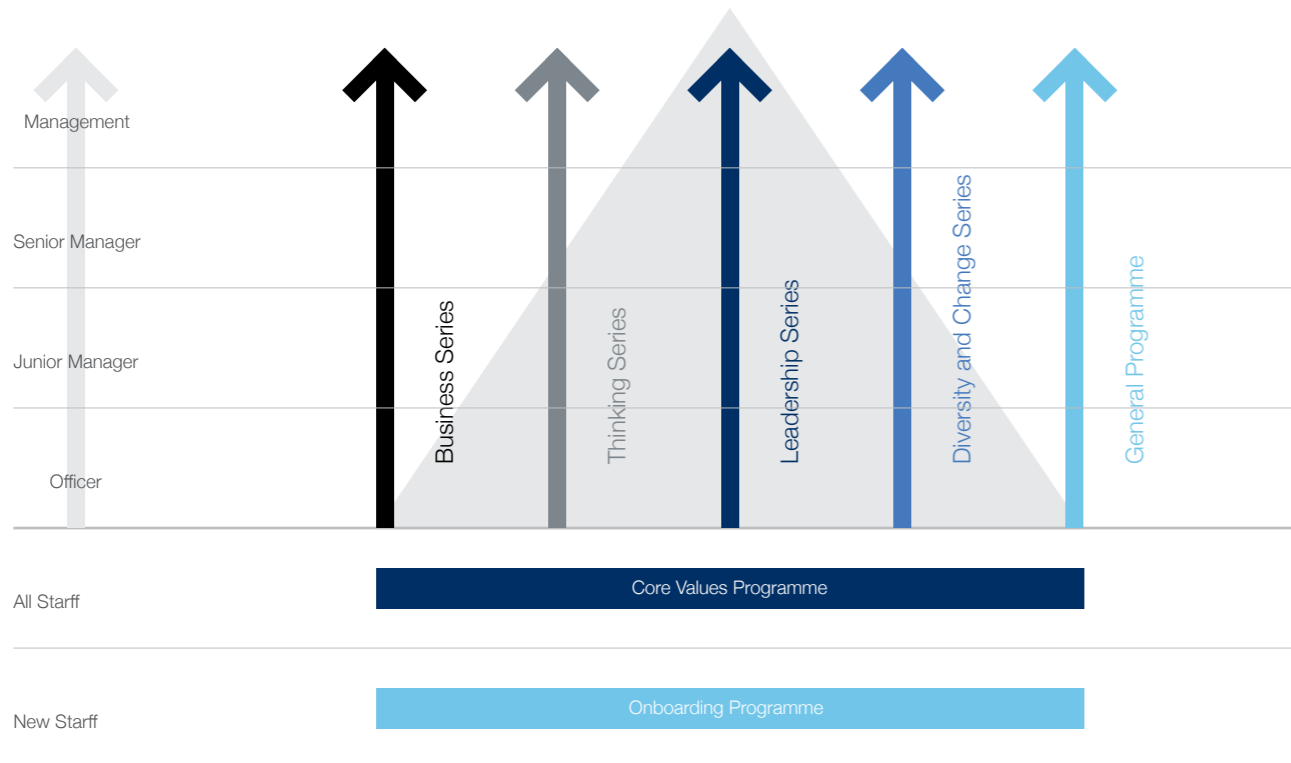 Management
Senior Manager
Junior Manager
Officer
Business Series
Thinking Series
Leadership Series
Diversity and Change Series
General Programme
All Starff
Core Values Programme
New Starff
Onboarding Programme